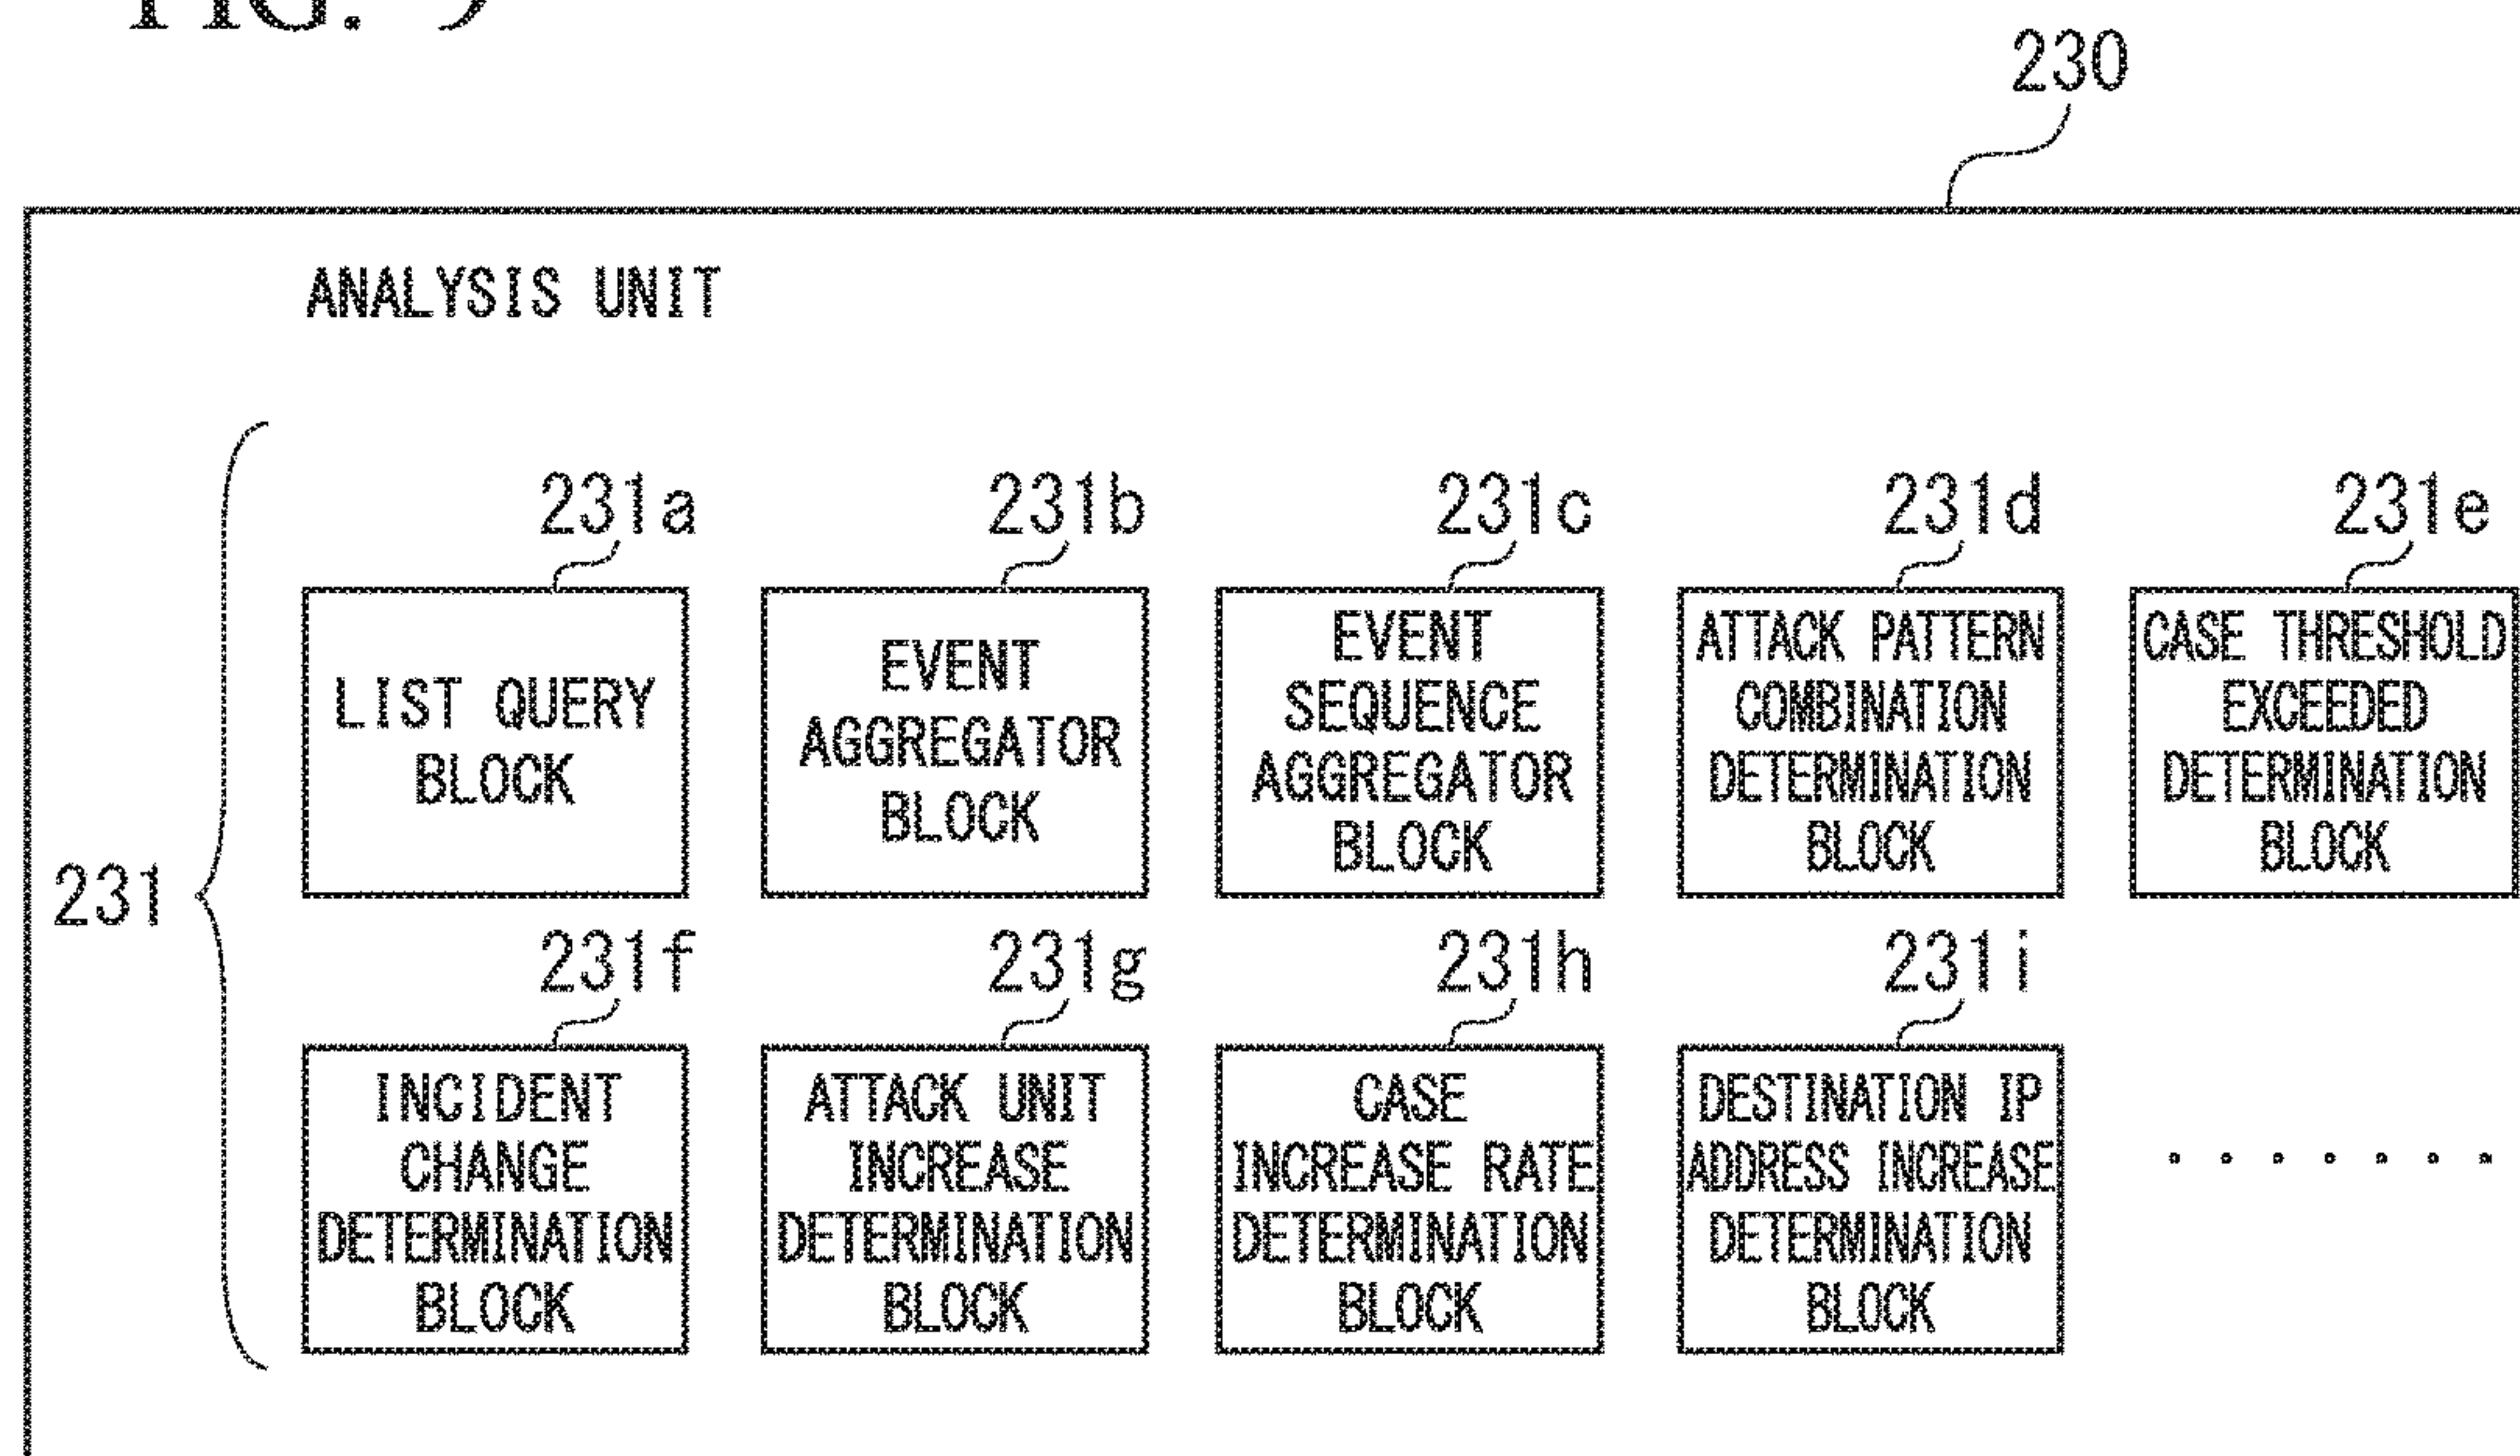 FIG.
230
ANALYSIS UNIT
231a
231b
231c
231d
231e
LIST QUERY
BLOCK
EVENT
AGGREGATOR
BLOCK
EVENT
SEQUENCE
AGGREGATOR
BLOCK
ATTACK PATTERN
COMBINATION
DETERMINATION
BLOCK
CASE THRESHOLD
EXCEEDED
DETERMINATION
BLOCK
231
231f
231g
231h
231i
INCIDENT
CHANGE
DETERMINATION
BLOCK
ATTACK UNIT
INCREASE
DETERMINATION
BLOCK
CASE
INCREASE RATE
DETERMINATION
BLOCK
DESTINATION IP
ADDRESS INCREASE
DETERMINATION
BLOCK
.......